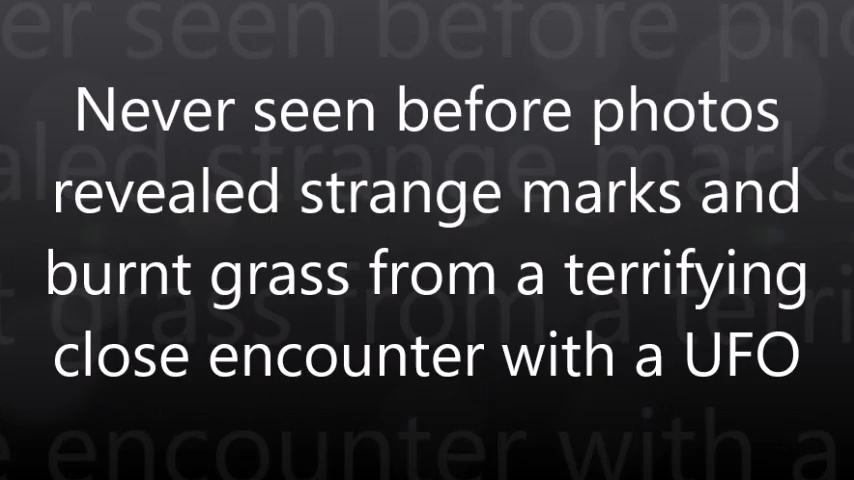 Never seen before photos
revealed strange marks and
burnt grass from a terrifying
close encounter with a UFO